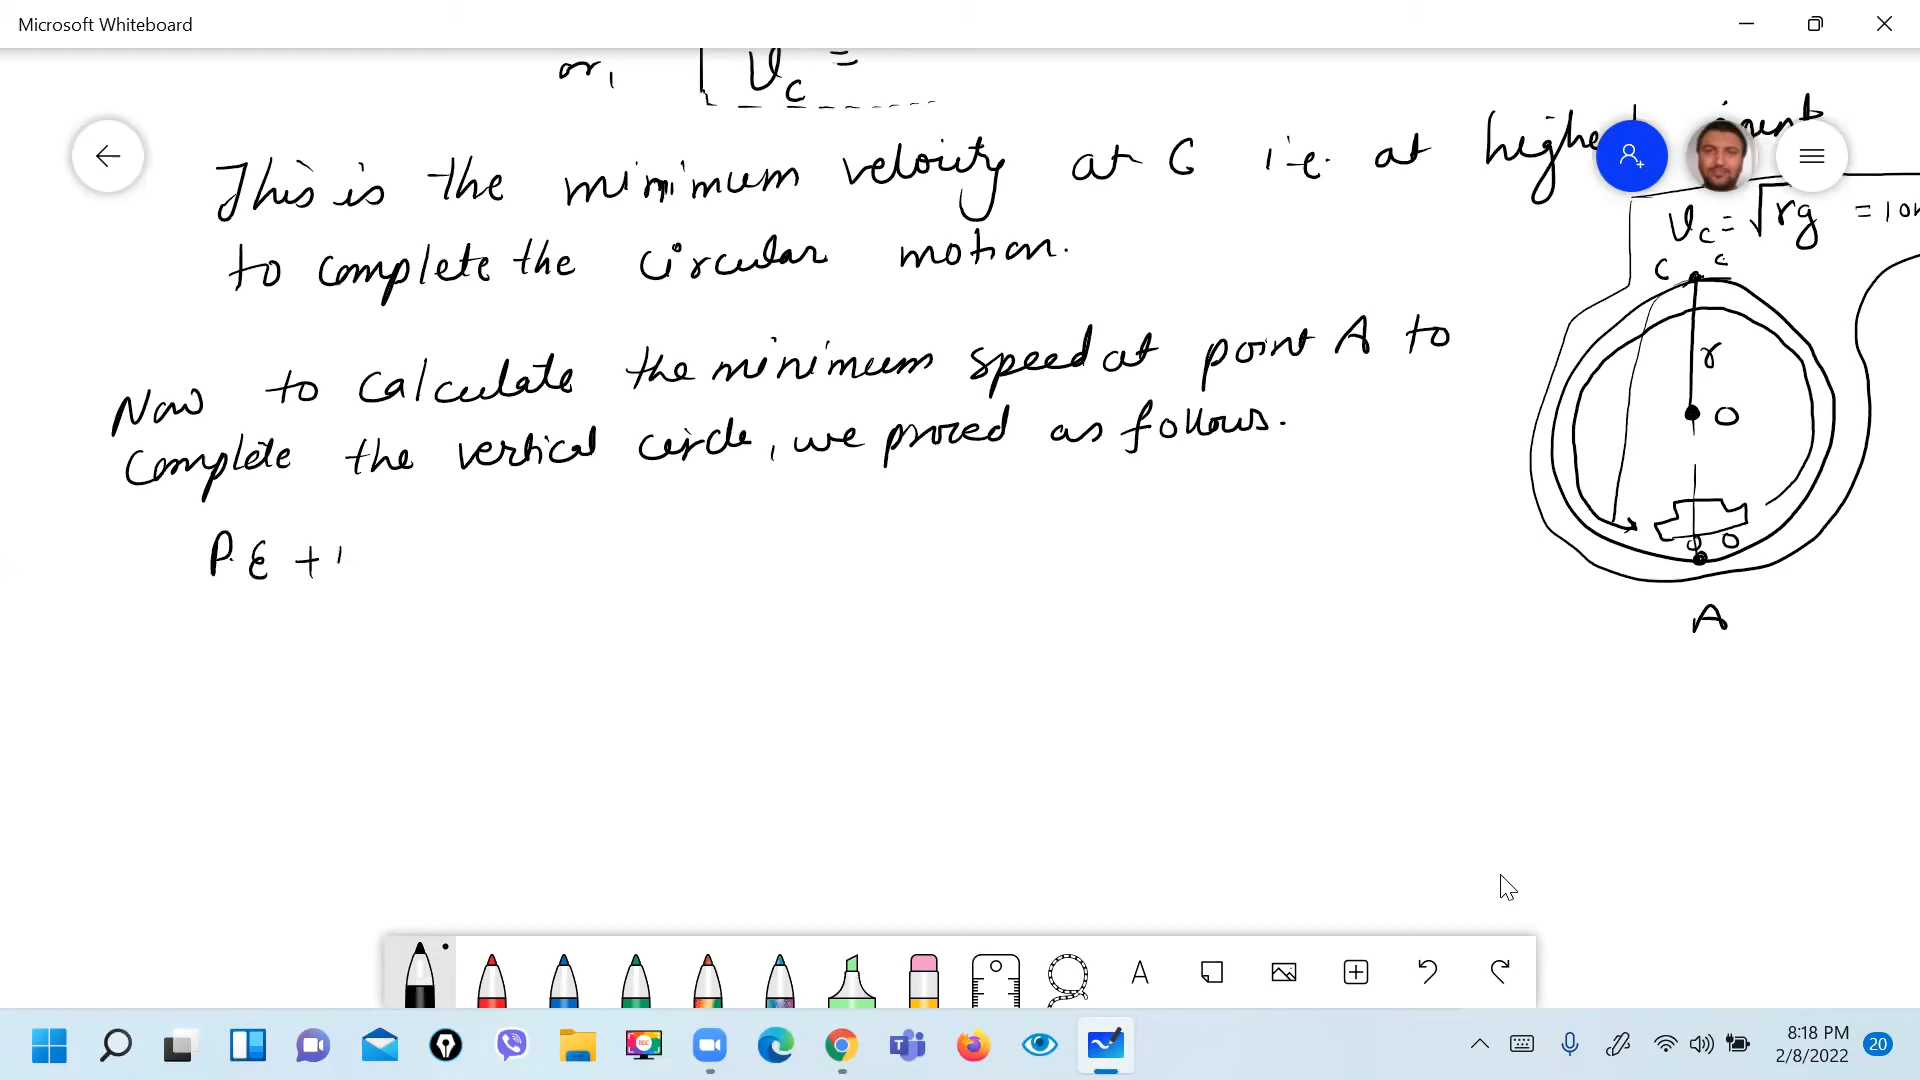 Microsoft Whiteboard
or, Vc =
This is the minimum velocity at C i.e. at
to complete the circular motion.
Now to calculate the minimum speed at point A to
complete the vertical circle, we proceed as follows.
P.E +
Vc = √rg = 10
C
r
O
A
8:18 PM
2/8/2022
20